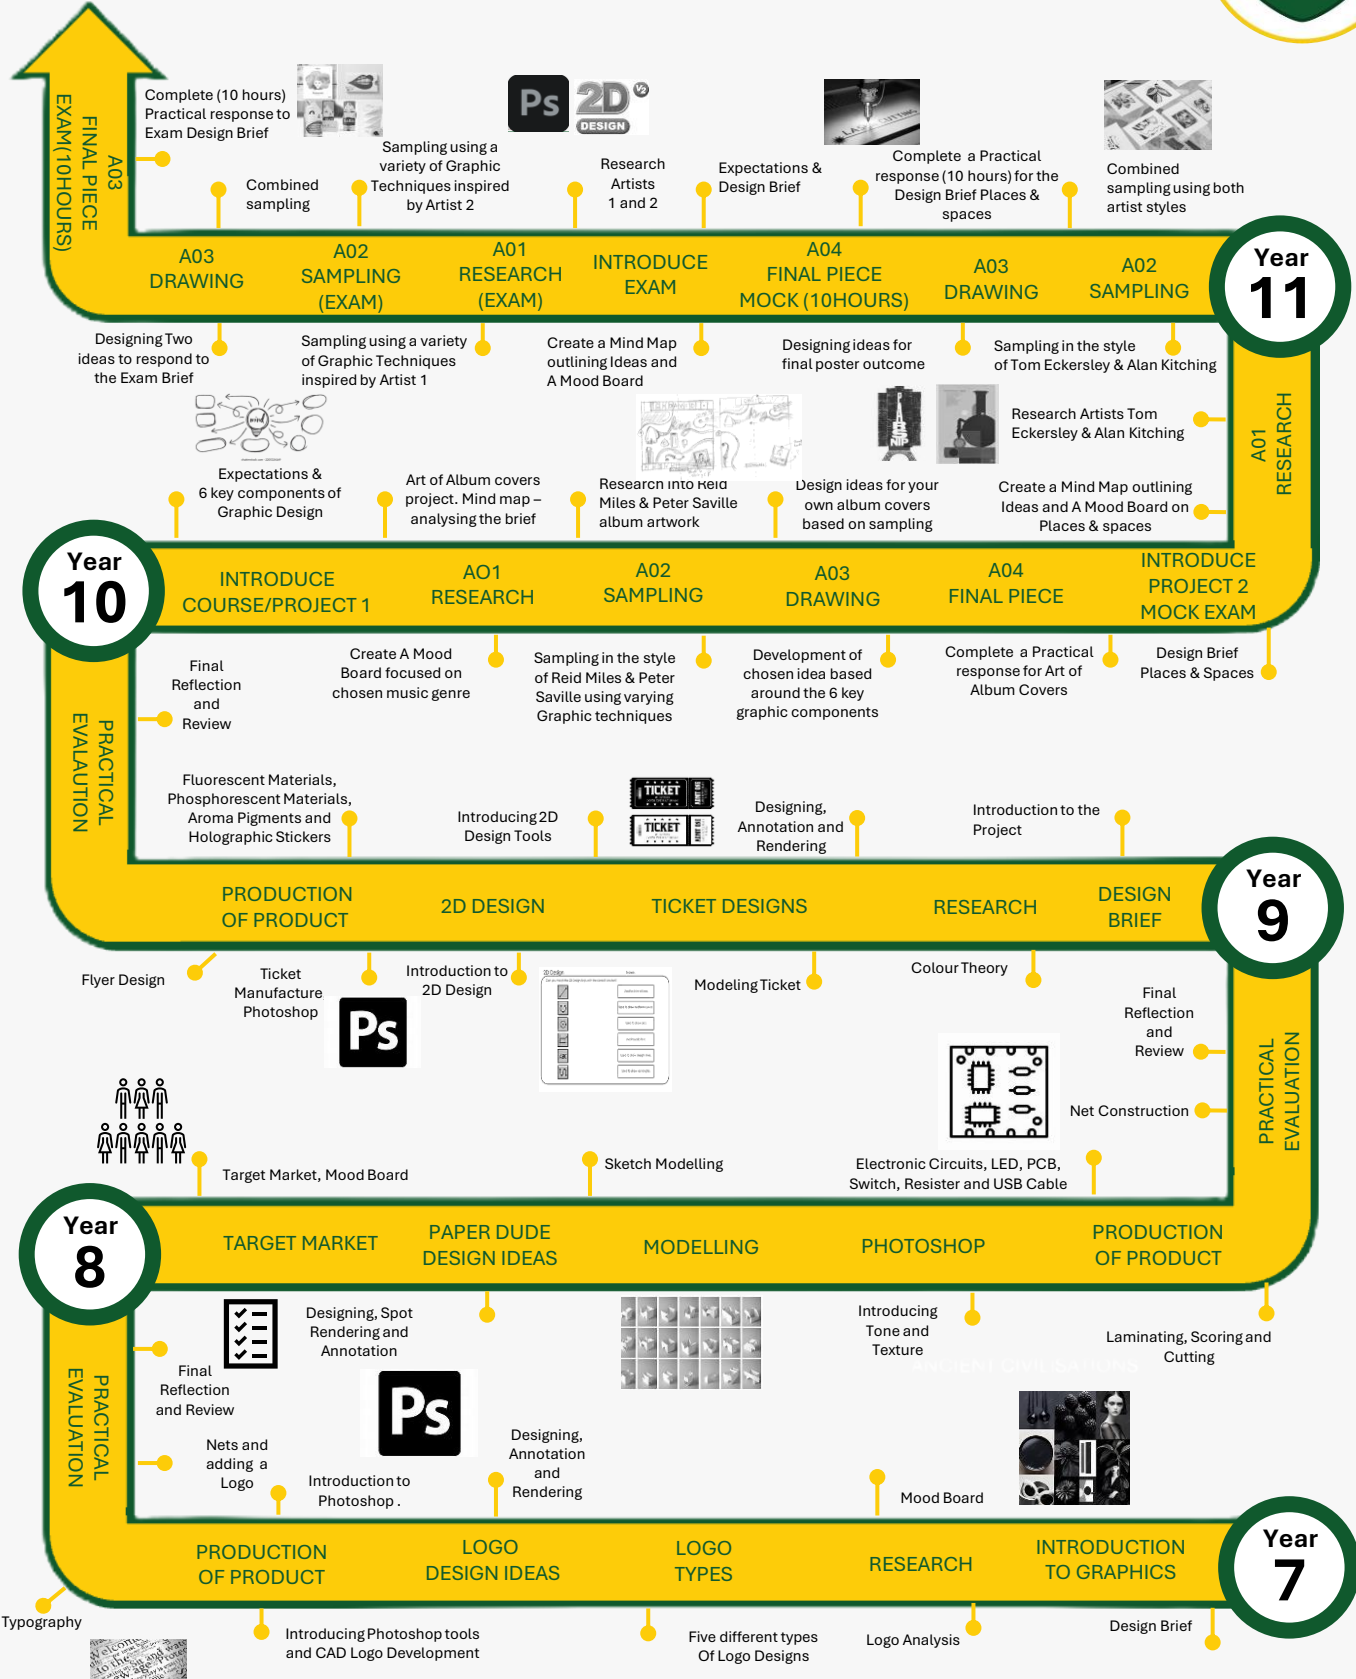 Complete (10 hours)
Practical response to
Exam Design Brief
Combined
sampling
Sampling using a
variety of Graphic
Techniques inspired
by Artist 2
Ps
2D V2
DESIGN
Research
Artists
1 and 2
Expectations &
Design Brief
LASER CUTTING
Complete a Practical
response (10 hours) for the
Design Brief Places &
spaces
Combined
sampling using both
artist styles
A03
FINAL PIECE
EXAM(10HOURS)
A03
DRAWING
A02
SAMPLING
(EXAM)
A01
RESEARCH
(EXAM)
INTRODUCE
EXAM
A04
FINAL PIECE
MOCK (10HOURS)
A03
DRAWING
A02
SAMPLING
Year
11
Designing Two
ideas to respond to
the Exam Brief
Sampling using a variety
of Graphic Techniques
inspired by Artist 1
Create a Mind Map
outlining Ideas and
A Mood Board
Designing ideas for
final poster outcome
Sampling in the style
of Tom Eckersley & Alan Kitching
Research Artists Tom
Eckersley & Alan Kitching
A01
RESEARCH
Expectations &
6 key components of
Graphic Design
Art of Album covers
project. Mind map –
analysing the brief
Research into Reid
Miles & Peter Saville
album artwork
Design ideas for your
own album covers
based on sampling
Create a Mind Map outlining
Ideas and A Mood Board on
Places & spaces
Year
10
INTRODUCE
COURSE/PROJECT 1
AO1
RESEARCH
A02
SAMPLING
A03
DRAWING
A04
FINAL PIECE
INTRODUCE
PROJECT 2
MOCK EXAM
Final
Reflection
and
Review
Create A Mood
Board focused on
chosen music genre
Sampling in the style
of Reid Miles & Peter
Saville using varying
Graphic techniques
Development of
chosen idea based
around the 6 key
graphic components
Complete a Practical
response for Art of
Album Covers
Design Brief
Places & Spaces
PRACTICAL
EVALAUTION
Fluorescent Materials,
Phosphorescent Materials,
Aroma Pigments and
Holographic Stickers
Introducing 2D
Design Tools
TICKET
TICKET
Designing,
Annotation and
Rendering
Introduction to the
Project
PRODUCTION
OF PRODUCT
2D DESIGN
TICKET DESIGNS
RESEARCH
DESIGN
BRIEF
Year
9
Flyer Design
Ticket
Manufacture
Photoshop
Ps
Introduction to
2D Design
2D Design
Modeling Ticket
Colour Theory
Final
Reflection
and
Review
Net Construction
PRACTICAL
EVALUATION
Target Market, Mood Board
Sketch Modelling
Electronic Circuits, LED, PCB,
Switch, Resister and USB Cable
Year
8
TARGET MARKET
PAPER DUDE
DESIGN IDEAS
MODELLING
PHOTOSHOP
PRODUCTION
OF PRODUCT
Designing, Spot
Rendering and
Annotation
Introducing
Tone and
Texture
ANCIENT CIVILISATIONS
Laminating, Scoring and
Cutting
Final
Reflection
and Review
PRACTICAL
EVALUATION
Nets and
adding a
Logo
Introduction to
Photoshop .
Ps
Designing,
Annotation
and
Rendering
Mood Board
PRODUCTION
OF PRODUCT
LOGO
DESIGN IDEAS
LOGO
TYPES
RESEARCH
INTRODUCTION
TO GRAPHICS
Year
7
Typography
Introducing Photoshop tools
and CAD Logo Development
Five different types
Of Logo Designs
Logo Analysis
Design Brief